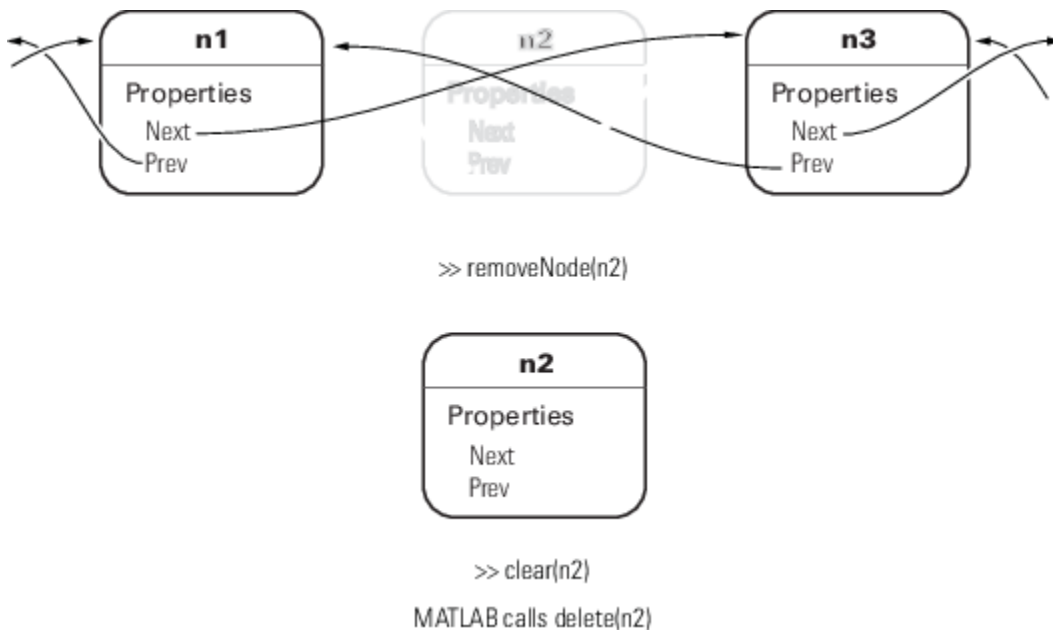 n1
Properties
Next
Prev
n2
Properties
Next
Prev
n3
Properties
Next
Prev
>> removeNode(n2)
n2
Properties
Next
Prev
>> clear(n2)
MATLAB calls delete(n2)